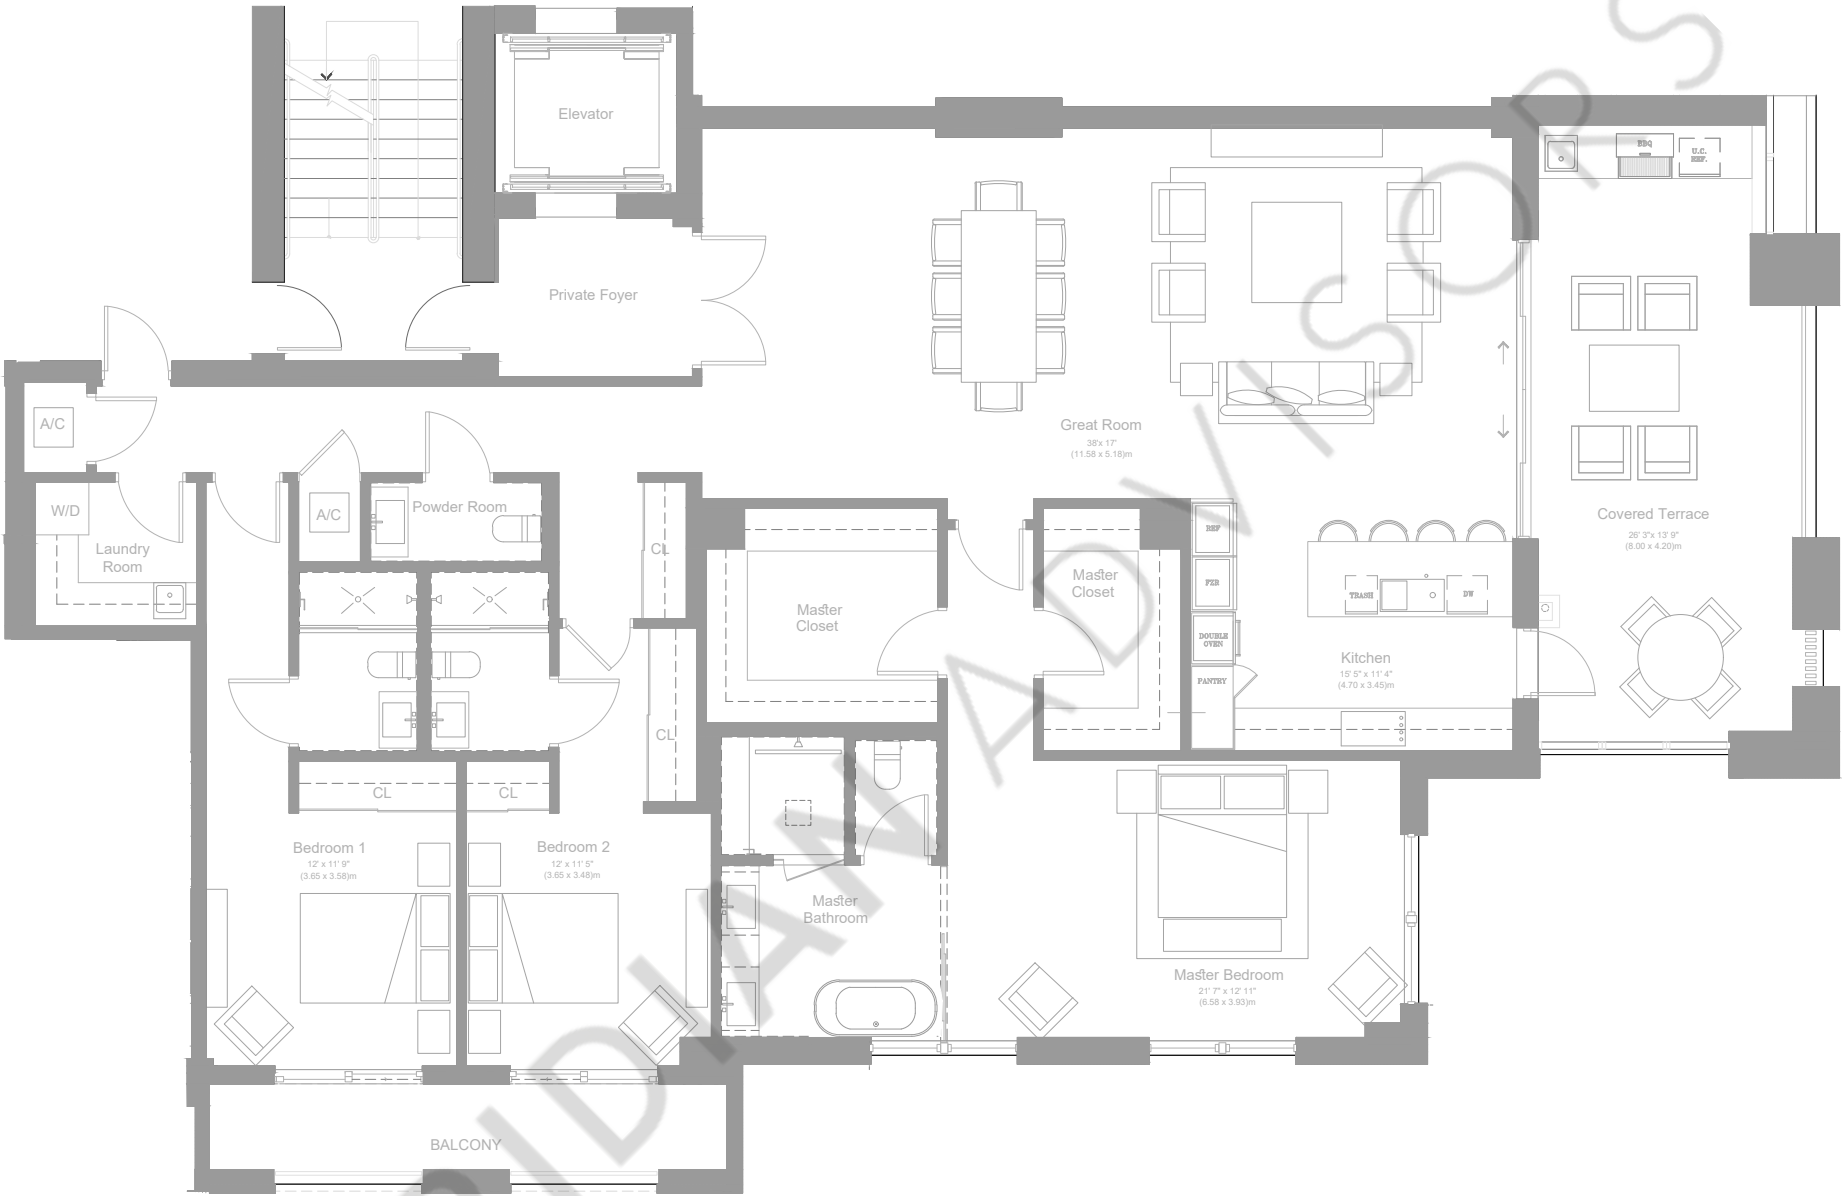 Elevator
BBQ
U.C.
REF.
Private Foyer
A/C
Great Room
38'x 17'
(11.58 x 5.18)m
W/D
Laundry
Room
A/C
Powder Room
CL
REF
FZR
Covered Terrace
26' 3"x 13' 9"
(8.00 x 4.20)m
Master
Closet
Master
Closet
TRASH
DW
DOUBLE
OVEN
PANTRY
Kitchen
15' 5" x 11' 4"
(4.70 x 3.45)m
CL
CL
CL
Bedroom 1
12' x 11' 9"
(3.65 x 3.58)m
Bedroom 2
12' x 11' 5"
(3.65 x 3.48)m
Master
Bathroom
Master Bedroom
21' 7" x 12' 11"
(6.58 x 3.93)m
BALCONY
RIDIAN ADVISORS